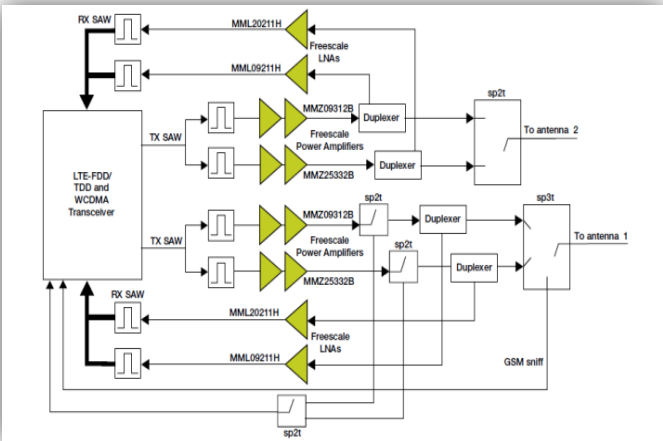 RX SAW
MML20211H
Freescale
LNAs
MML09211H
sp2t
MMZ09312B
Duplexer
TX SAW
Freescale
Power Amplifiers
To antenna 2
Duplexer
MMZ25332B
LTE-FDD/
TDD and
WCDMA
Transceiver
sp2t
sp3t
MMZ09312B
Duplexer
TX SAW
Freescale
Power Amplifiers
sp2t
To antenna 1
Duplexer
MMZ25332B
RX SAW
MML20211H
Freescale
LNAs
MML09211H
GSM sniff
sp2t